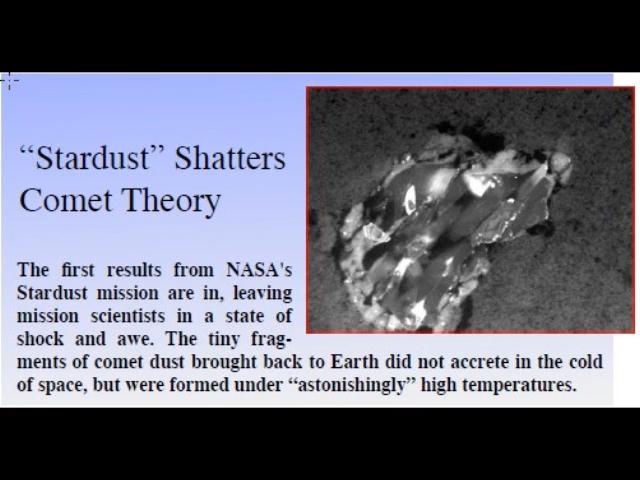 “Stardust” Shatters
Comet Theory
The first results from NASA's
Stardust mission are in, leaving
mission scientists in a state of
shock and awe. The tiny frag-
ments of comet dust brought back to Earth did not accrete in the cold
of space, but were formed under “astonishingly” high temperatures.